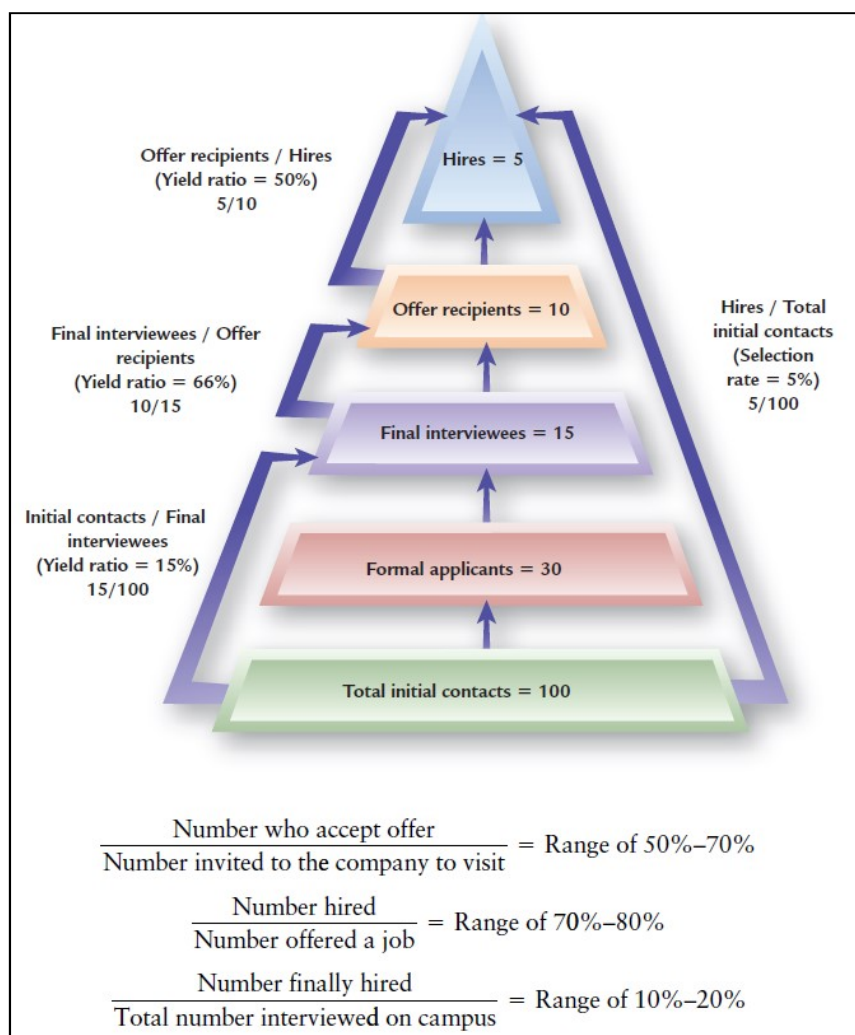 Hires = 5
Offer recipients / Hires
(Yield ratio = 50%)
5/10
Offer recipients = 10
Final interviewees / Offer
recipients
(Yield ratio = 66%)
10/15
Hires / Total
initial contacts
(Selection
rate = 5%)
5/100
Final interviewees = 15
Initial contacts / Final
interviewees
(Yield ratio = 15%)
15/100
Formal applicants = 30
Total initial contacts = 100
Number who accept offer
Number invited to the company to visit
= Range of 50%–70%
Number hired
Number offered a job
= Range of 70%–80%
Number finally hired
Total number interviewed on campus
= Range of 10%–20%